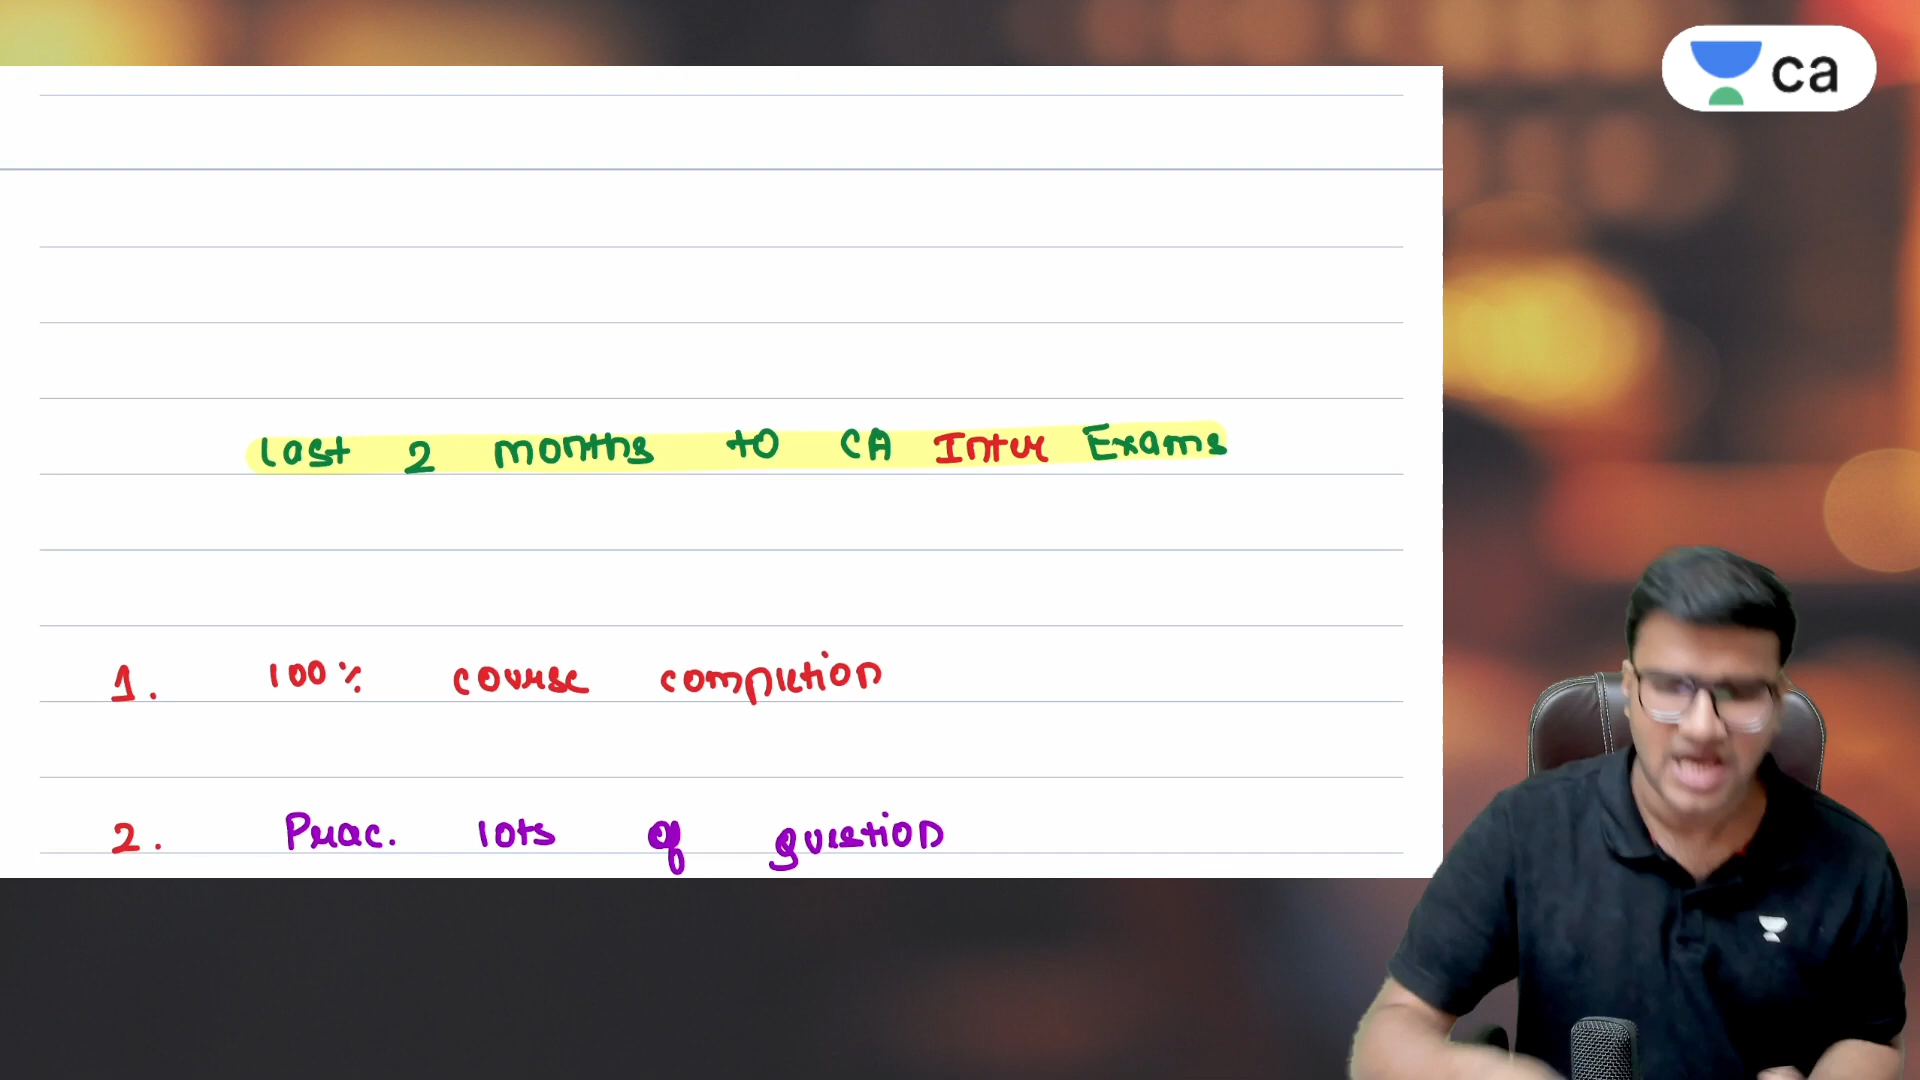 ca
Last 2 months to CA Inter Exams
1. 100% course completion
2. Prac. lots of question